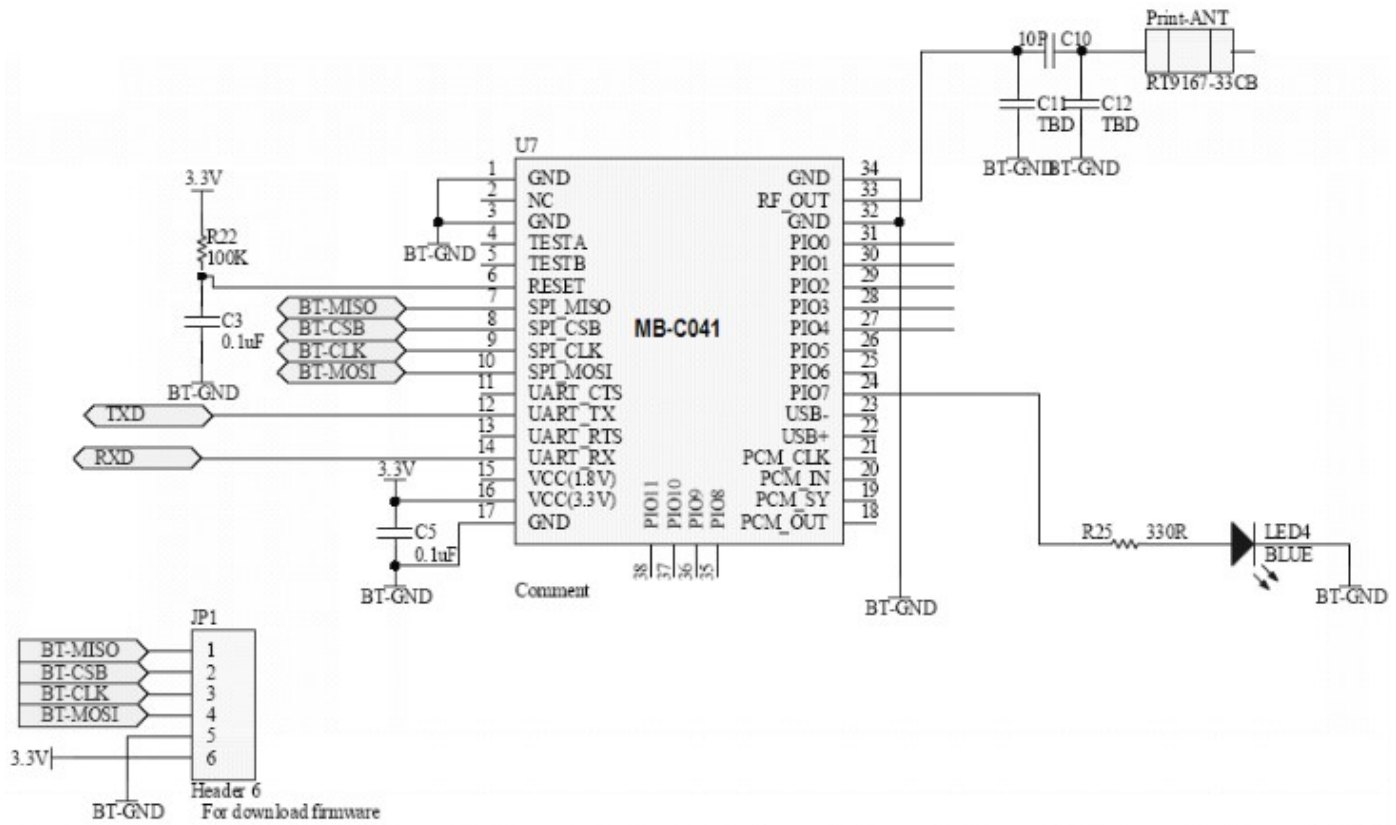 Print-ANT
10P C10
RT9167-33CB
C11
TBD
C12
TBD
BT-GND
BT-GND
U7
MB-C041
1 GND
2 NC
3 GND
4 TESTA
5 TESTB
6 RESET
7 SPI_MISO
8 SPI_CSB
9 SPI_CLK
10 SPI_MOSI
11 UART_CTS
12 UART_TX
13 UART_RTS
14 UART_RX
15 VCC(1.8V)
16 VCC(3.3V)
17 GND
GND 34
RF_OUT 33
GND 32
PIO0 31
PIO1 30
PIO2 29
PIO3 28
PIO4 27
PIO5 26
PIO6 25
PIO7 24
USB- 23
USB+ 22
PCM_CLK 21
PCM_IN 20
PCM_SY 19
PCM_OUT 18
PIO11
PIO10
PIO9
PIO8
38
37
36
35
Comment
3.3V
R22
100K
C3
0.1uF
BT-GND
BT-GND
BT-MISO
BT-CSB
BT-CLK
BT-MOSI
TXD
RXD
3.3V
C5
0.1uF
BT-GND
BT-GND
R25 330R
LED4
BLUE
BT-GND
JP1
BT-MISO 1
BT-CSB 2
BT-CLK 3
BT-MOSI 4
5
3.3V 6
Header 6
BT-GND
For download firmware